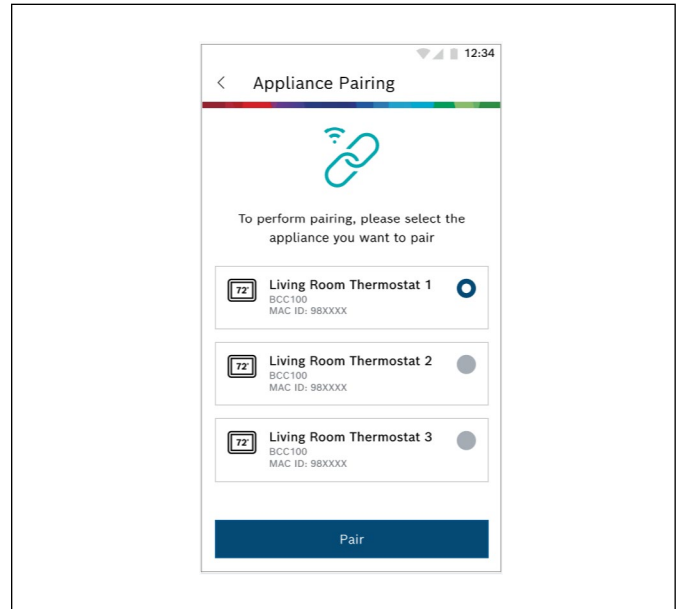 12:34
Appliance Pairing
To perform pairing, please select the
appliance you want to pair
72°
Living Room Thermostat 1
BCC100
MAC ID: 98XXXX
72°
Living Room Thermostat 2
BCC100
MAC ID: 98XXXX
72°
Living Room Thermostat 3
BCC100
MAC ID: 98XXXX
Pair